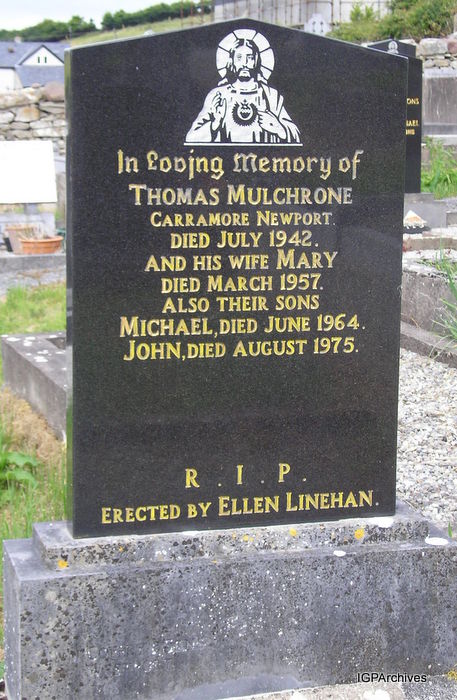 In Loving Memory of
THOMAS MULCHRONE
CARRAMORE NEWPORT.
DIED JULY 1942.
AND HIS WIFE MARY
DIED MARCH 1957.
ALSO THEIR SONS
MICHAEL, DIED JUNE 1964.
JOHN, DIED AUGUST 1975.
R . I . P .
ERECTED BY ELLEN LINEHAN.
IGPArchives